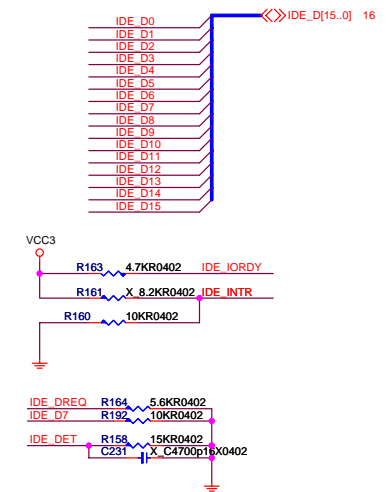 IDE_D0 IDE_D[15..0] 16
IDE_D1
IDE_D2
IDE_D3
IDE_D4
IDE_D5
IDE_D6
IDE_D7
IDE_D8
IDE_D9
IDE_D10
IDE_D11
IDE_D12
IDE_D13
IDE_D14
IDE_D15
VCC3
R163 4.7KR0402 IDE_IORDY
R161 X_8.2KR0402 IDE_INTR
R160 10KR0402
IDE_DREQ R164 5.6KR0402
IDE_D7 R192 10KR0402
IDE_DET R158 15KR0402
C231 X_C4700p16X0402